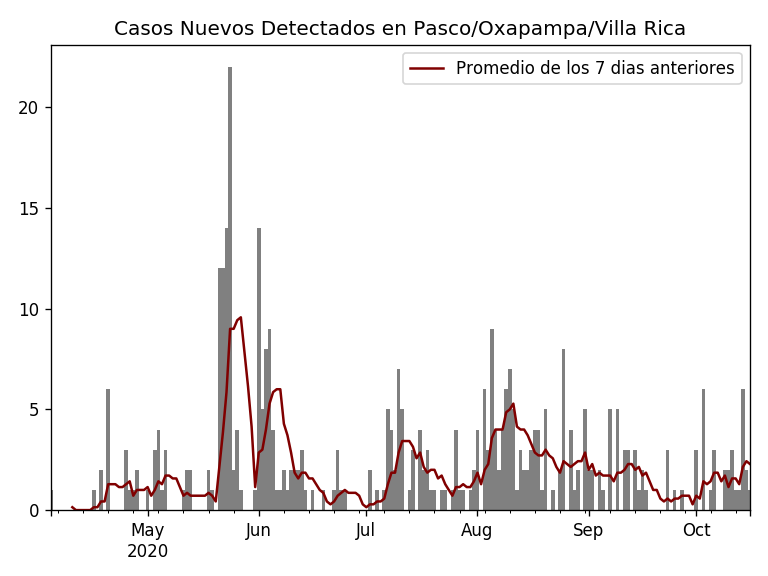 Casos Nuevos Detectados en Pasco/Oxapampa/Villa Rica
Promedio de los 7 dias anteriores
20
15
10
5
0
May Jun Jul Aug Sep Oct
2020